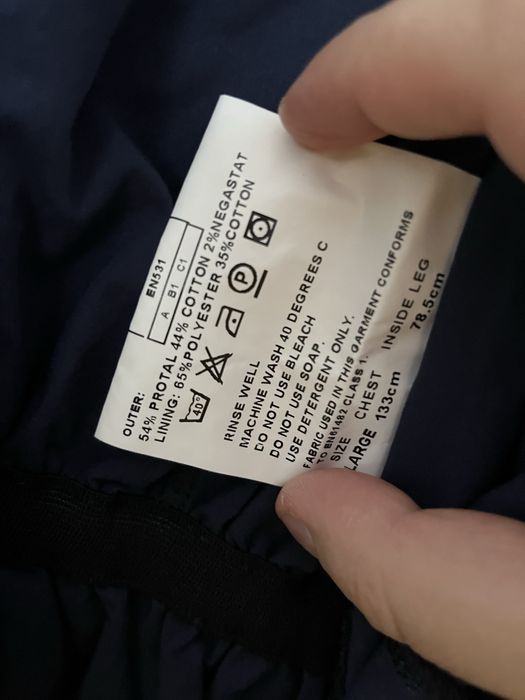 EN531
A B1 C1
OUTER:
54% PROTAL 44% COTTON 2%NEGASTAT
LINING: 65%POLYESTER 35%COTTON
40° P
RINSE WELL
MACHINE WASH 40 DEGREES C
DO NOT USE BLEACH
DO NOT USE SOAP.
USE DETERGENT ONLY.
FABRIC USED IN THIS GARMENT CONFORMS
TO EN61482 CLASS 1.
SIZE CHEST INSIDE LEG
LARGE 133cm 78.5cm